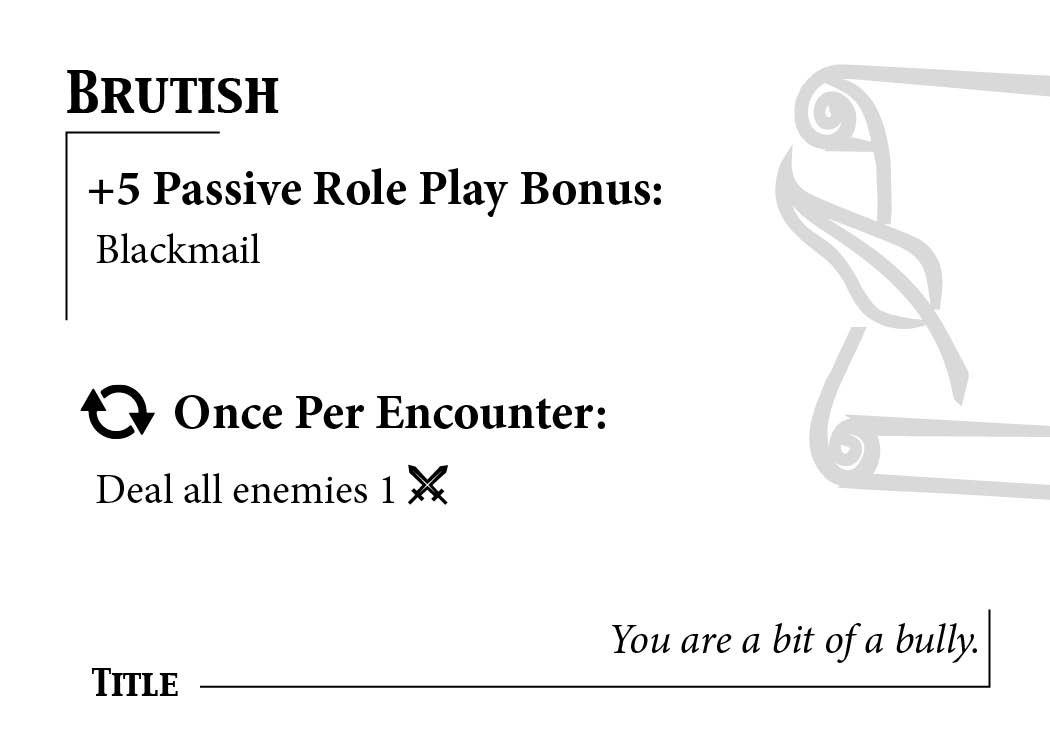 Brutish
+5 Passive Role Play Bonus:
Blackmail
Once Per Encounter:
Deal all enemies 1
You are a bit of a bully.
Title